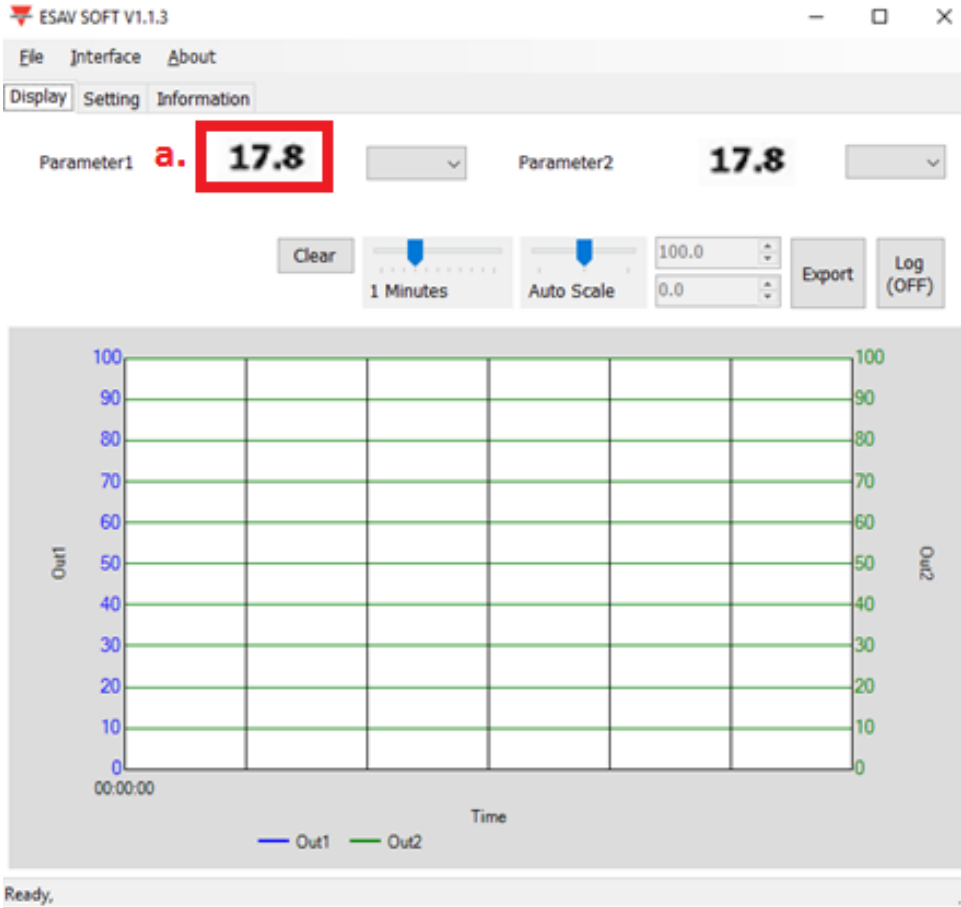 ESAV SOFT V1.1.3
File Interface About
Display Setting Information
Parameter1 a. 17.8 Parameter2 17.8
Clear 1 Minutes Auto Scale 100.0 0.0 Export Log (OFF)
100 100
90 90
80 80
70 70
60 60
Out1 50 50 Out2
40 40
30 30
20 20
10 10
0 0
00:00:00
Time
Out1 Out2
Ready,